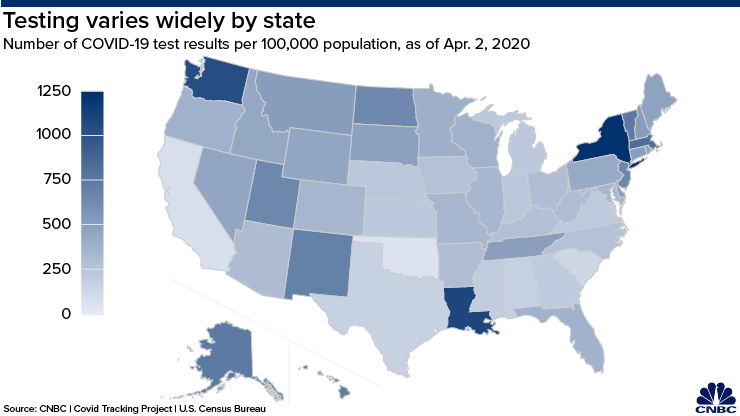 Testing varies widely by state
Number of COVID-19 test results per 100,000 population, as of Apr. 2, 2020
1250
1000
750
500
250
0
Source: CNBC | Covid Tracking Project | U.S. Census Bureau
CNBC